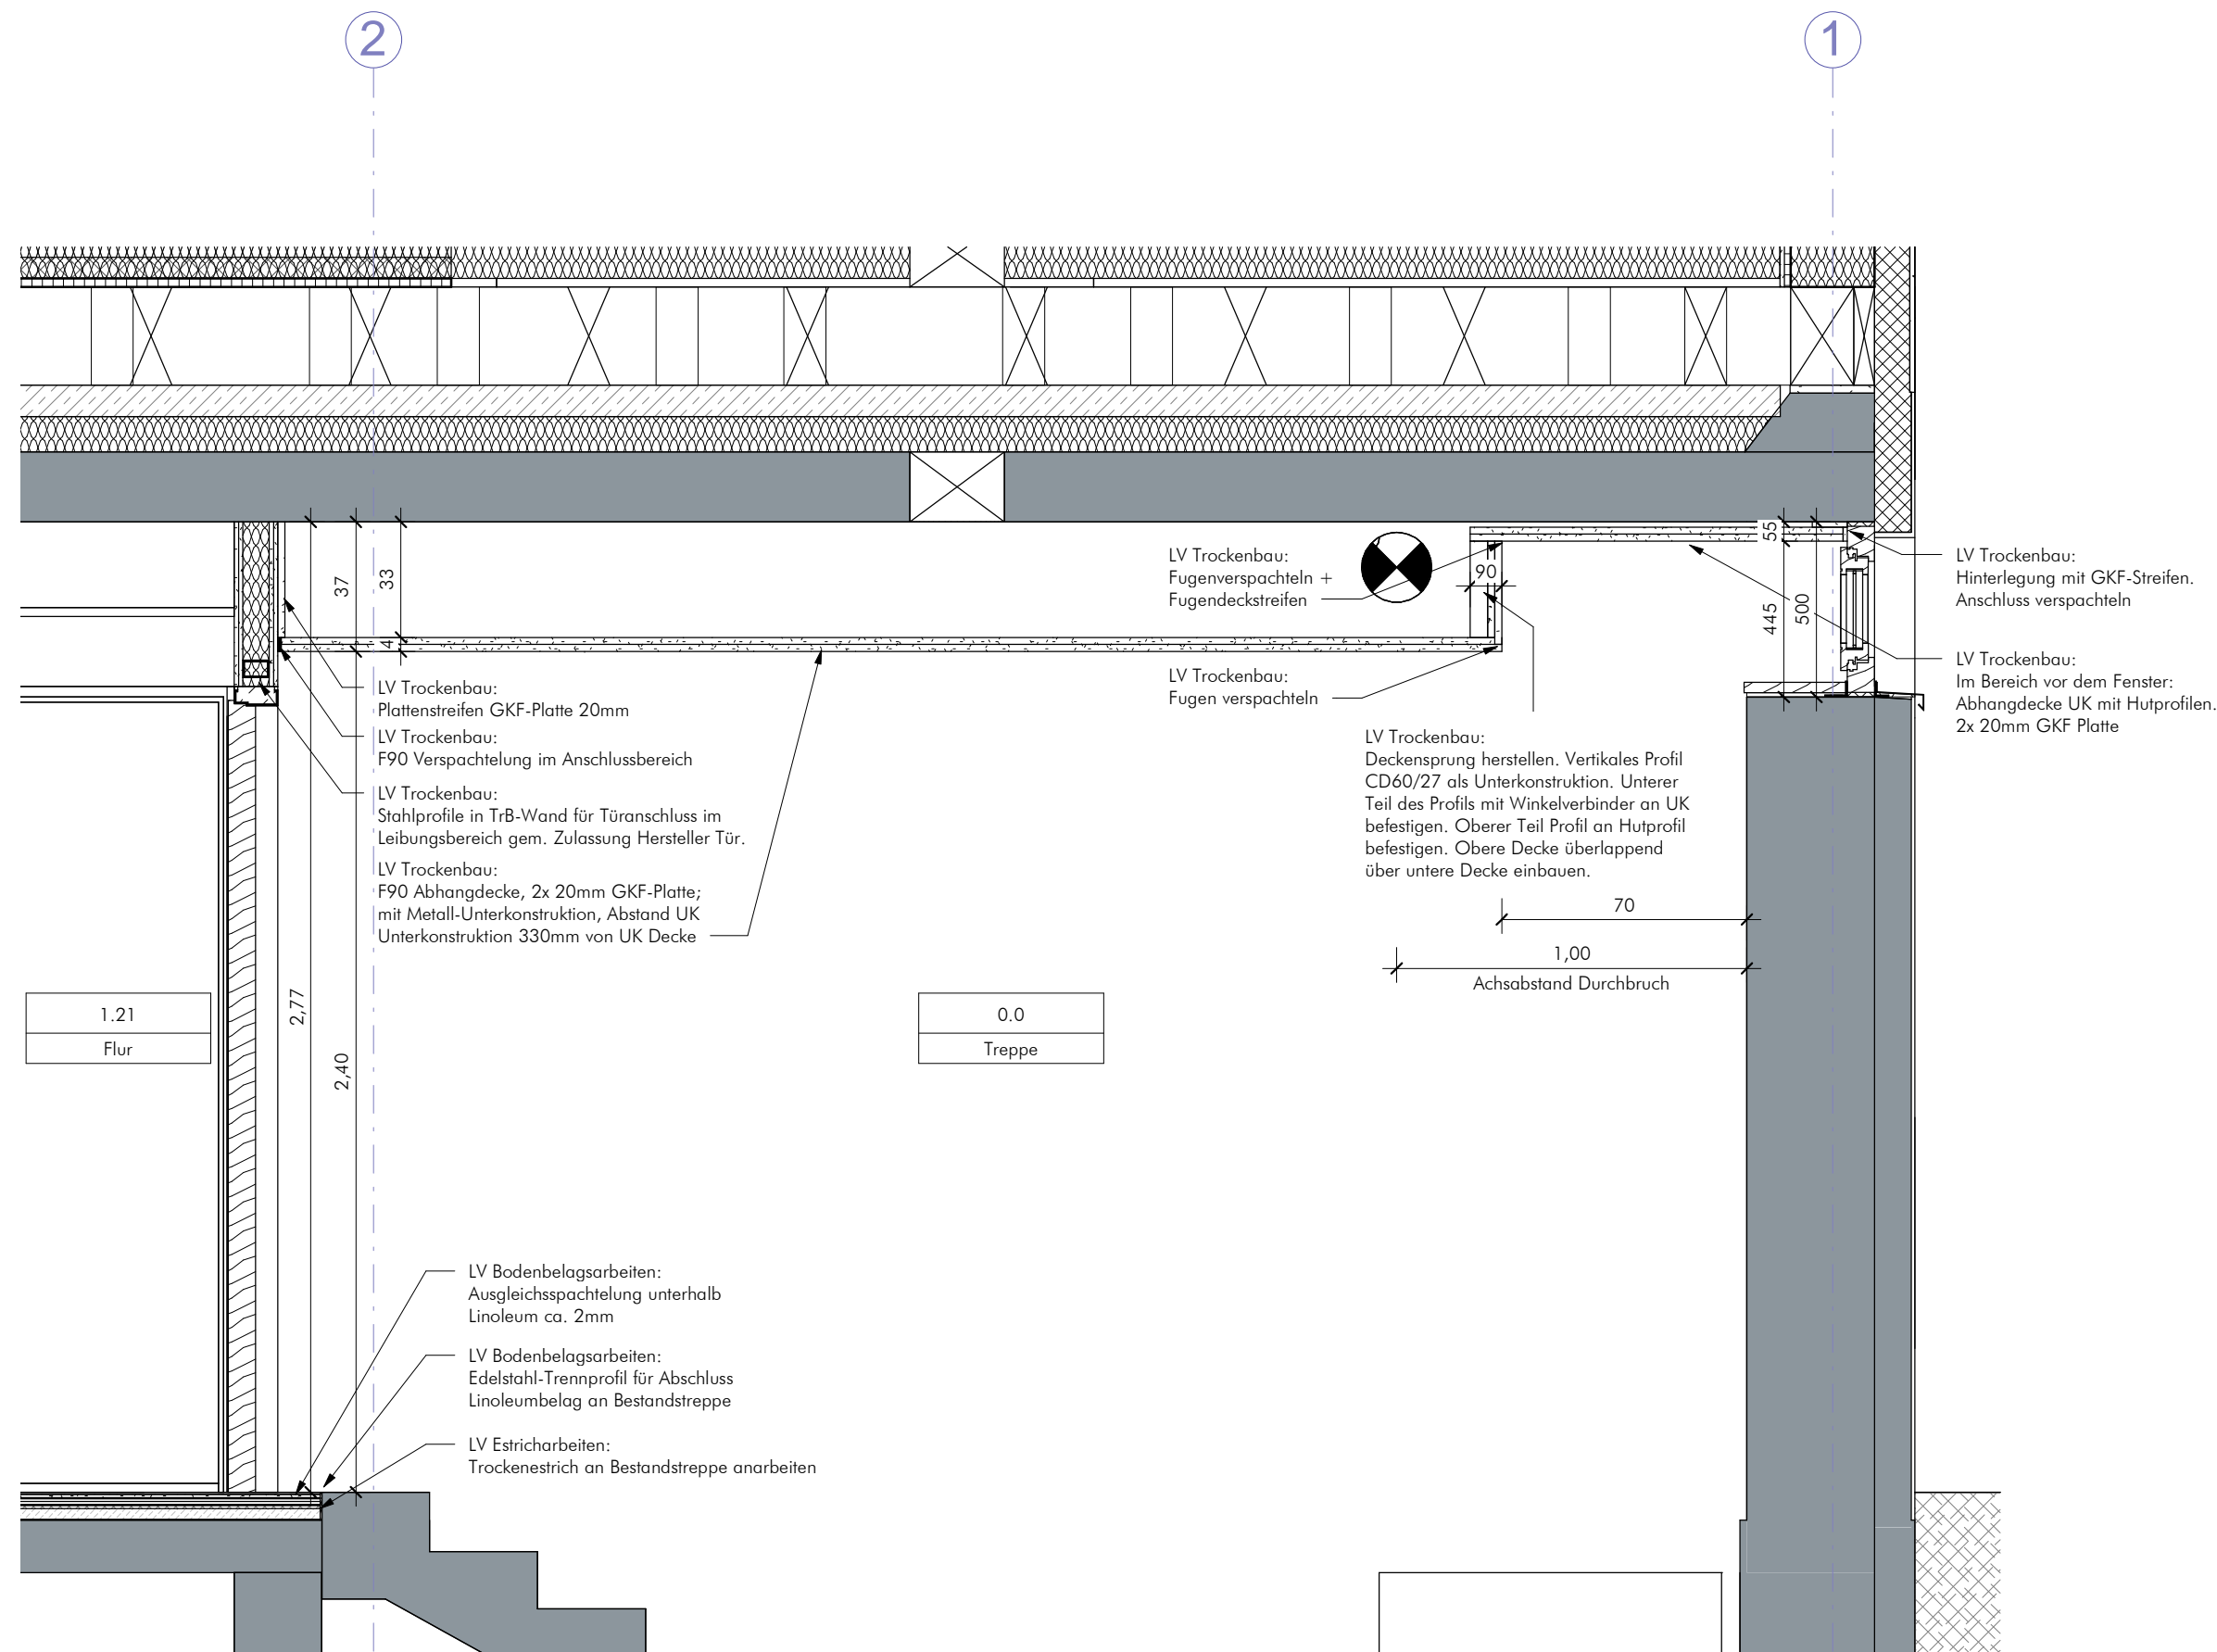 2
1
55
37
33
4
90
445
500
LV Trockenbau:
Fugenverspachteln +
Fugendeckstreifen
LV Trockenbau:
Hinterlegung mit GKF-Streifen.
Anschluss verspachteln
LV Trockenbau:
Fugen verspachteln
LV Trockenbau:
Im Bereich vor dem Fenster:
Abhangdecke UK mit Hutprofilen.
2x 20mm GKF Platte
LV Trockenbau:
Plattenstreifen GKF-Platte 20mm
LV Trockenbau:
F90 Verspachtelung im Anschlussbereich
LV Trockenbau:
Stahlprofile in TrB-Wand für Türanschluss im
Leibungsbereich gem. Zulassung Hersteller Tür.
LV Trockenbau:
F90 Abhangdecke, 2x 20mm GKF-Platte;
mit Metall-Unterkonstruktion, Abstand UK
Unterkonstruktion 330mm von UK Decke
LV Trockenbau:
Deckensprung herstellen. Vertikales Profil
CD60/27 als Unterkonstruktion. Unterer
Teil des Profils mit Winkelverbinder an UK
befestigen. Oberer Teil Profil an Hutprofil
befestigen. Obere Decke überlappend
über untere Decke einbauen.
70
1,00
Achsabstand Durchbruch
2,77
2,40
1.21
Flur
0.0
Treppe
LV Bodenbelagsarbeiten:
Ausgleichsspachtelung unterhalb
Linoleum ca. 2mm
LV Bodenbelagsarbeiten:
Edelstahl-Trennprofil für Abschluss
Linoleumbelag an Bestandstreppe
LV Estricharbeiten:
Trockenestrich an Bestandstreppe anarbeiten